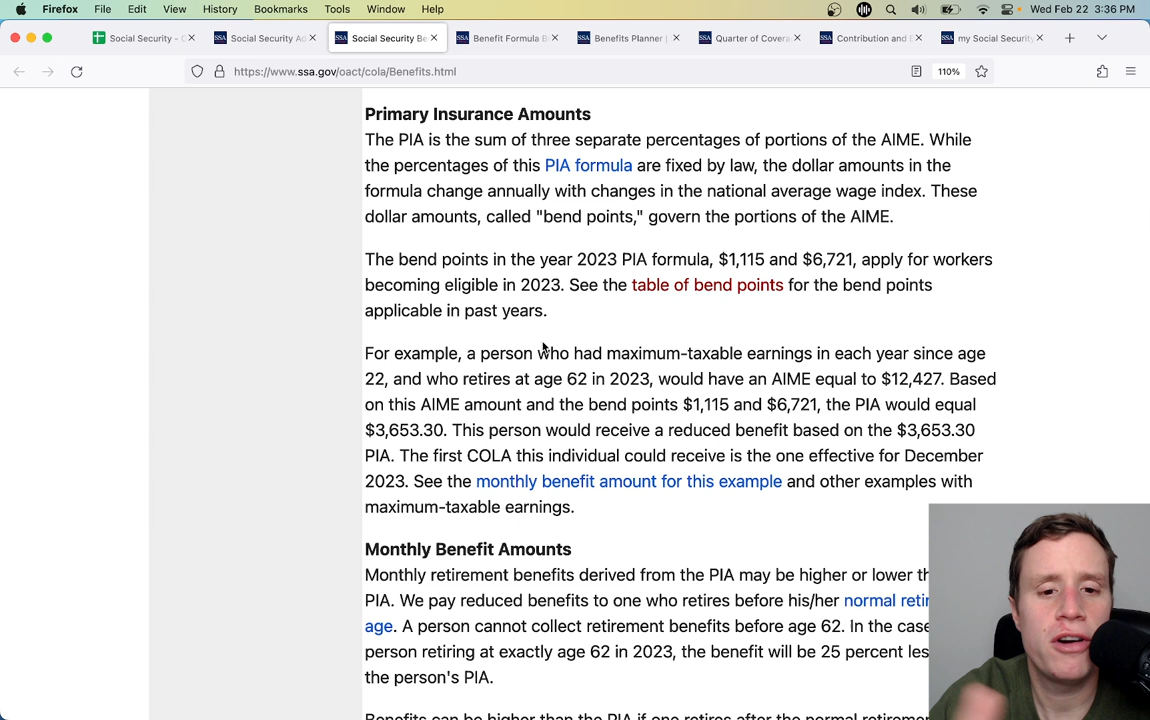 Firefox File Edit View History Bookmarks Tools Window Help Wed Feb 22 3:36 PM
Social Security - Social Security Social Security Be Benefit Formula B Benefits Planner | Quarter of Covera Contribution and my Social Security
https://www.ssa.gov/oact/cola/Benefits.html 110%
Primary Insurance Amounts
The PIA is the sum of three separate percentages of portions of the AIME. While
the percentages of this PIA formula are fixed by law, the dollar amounts in the
formula change annually with changes in the national average wage index. These
dollar amounts, called "bend points," govern the portions of the AIME.
The bend points in the year 2023 PIA formula, $1,115 and $6,721, apply for workers
becoming eligible in 2023. See the table of bend points for the bend points
applicable in past years.
For example, a person who had maximum-taxable earnings in each year since age
22, and who retires at age 62 in 2023, would have an AIME equal to $12,427. Based
on this AIME amount and the bend points $1,115 and $6,721, the PIA would equal
$3,653.30. This person would receive a reduced benefit based on the $3,653.30
PIA. The first COLA this individual could receive is the one effective for December
2023. See the monthly benefit amount for this example and other examples with
maximum-taxable earnings.
Monthly Benefit Amounts
Monthly retirement benefits derived from the PIA may be higher or lower th
PIA. We pay reduced benefits to one who retires before his/her normal retir
age. A person cannot collect retirement benefits before age 62. In the case
person retiring at exactly age 62 in 2023, the benefit will be 25 percent les
the person's PIA.
Benefits can be higher than the PIA if one retires after the normal retireme